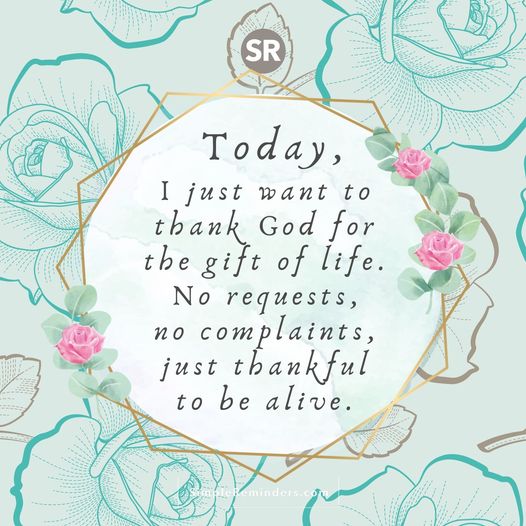 SR
Today,
I just want to
thank God for
the gift of life.
No requests,
no complaints,
just thankful
to be alive.
SimpleReminders.com